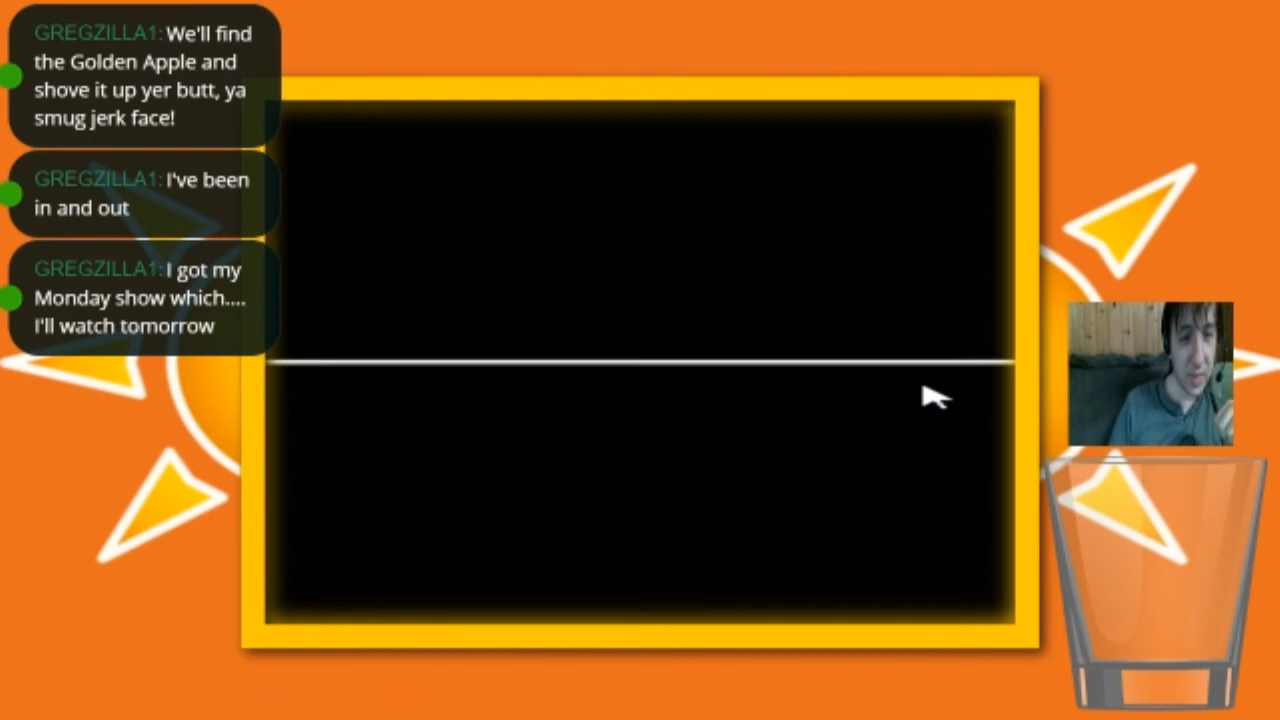 GREGZILLA1: We'll find
the Golden Apple and
shove it up yer butt, ya
smug jerk face!
GREGZILLA1: I've been
in and out
GREGZILLA1: I got my
Monday show which....
I'll watch tomorrow